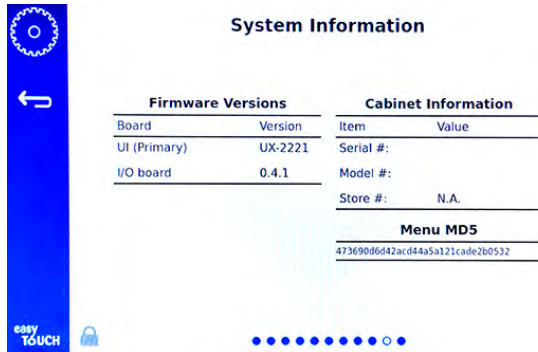 System Information
Firmware Versions
Board Version
UI (Primary) UX-2221
I/O board 0.4.1
Cabinet Information
Item Value
Serial #:
Model #:
Store #: N.A.
Menu MD5
473690d6d42acd44a5a121cade2b0532
easy
TOUCH